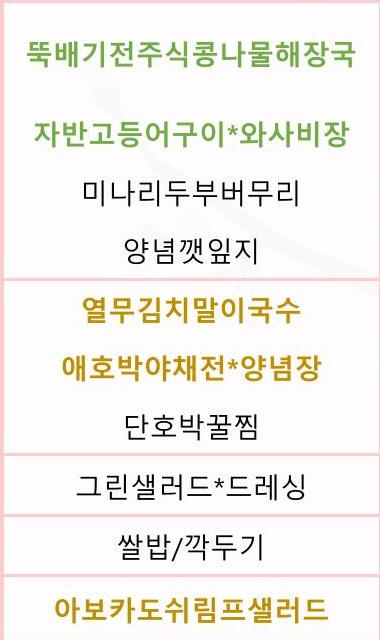 뚝배기전주식콩나물해장국
자반고등어구이*와사비장
미나리두부버무리
양념깻잎지
열무김치말이국수
애호박야채전*양념장
단호박꿀찜
그린샐러드*드레싱
쌀밥/깍두기
아보카도쉬림프샐러드